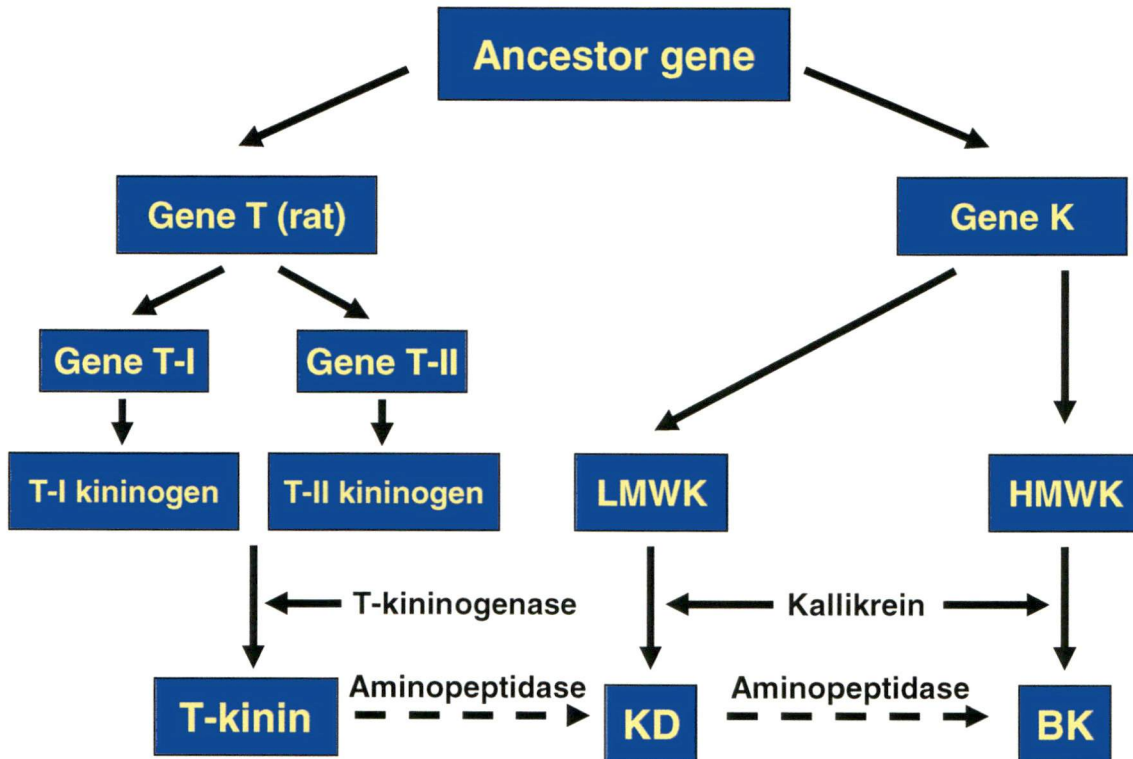 Ancestor gene
Gene T (rat)
Gene K
Gene T-I
Gene T-II
T-I kininogen
T-II kininogen
LMWK
HMWK
T-kininogenase
Kallikrein
Aminopeptidase
Aminopeptidase
T-kinin
KD
BK